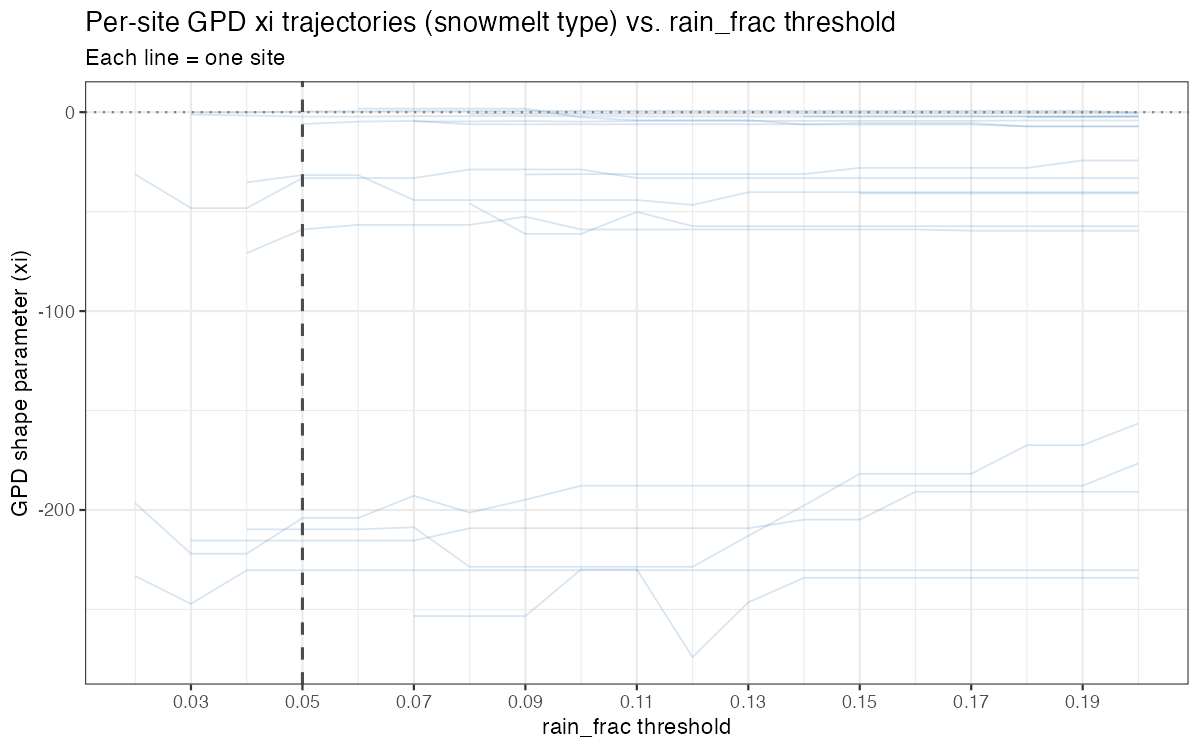 Per-site GPD xi trajectories (snowmelt type) vs. rain_frac threshold
Each line = one site
GPD shape parameter (xi)
0
-100
-200
0.03 0.05 0.07 0.09 0.11 0.13 0.15 0.17 0.19
rain_frac threshold